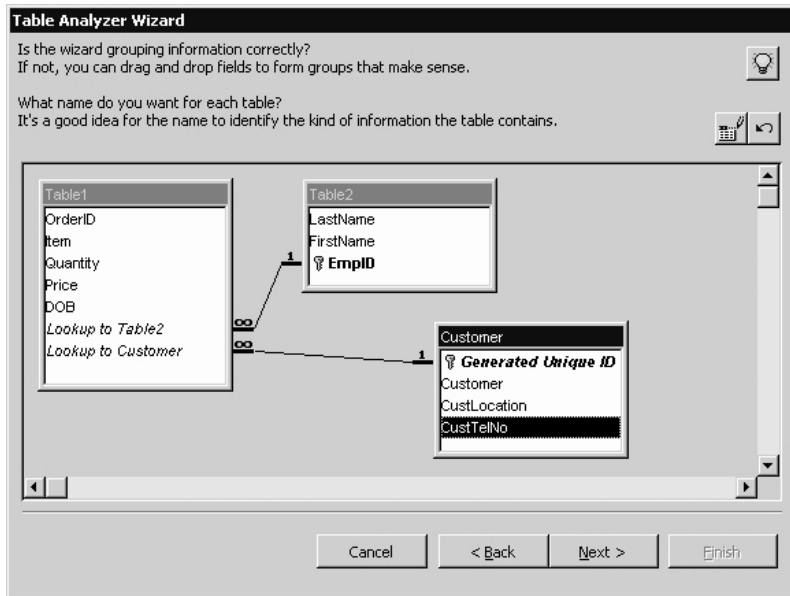 Table Analyzer Wizard
Is the wizard grouping information correctly?
If not, you can drag and drop fields to form groups that make sense.
What name do you want for each table?
It's a good idea for the name to identify the kind of information the table contains.
Table1
OrderID
Item
Quantity
Price
DOB
Lookup to Table2
Lookup to Customer
Table2
LastName
FirstName
EmpID
1
∞
∞
1
Customer
Generated Unique ID
Customer
CustLocation
CustTelNo
Cancel
< Back
Next >
Finish